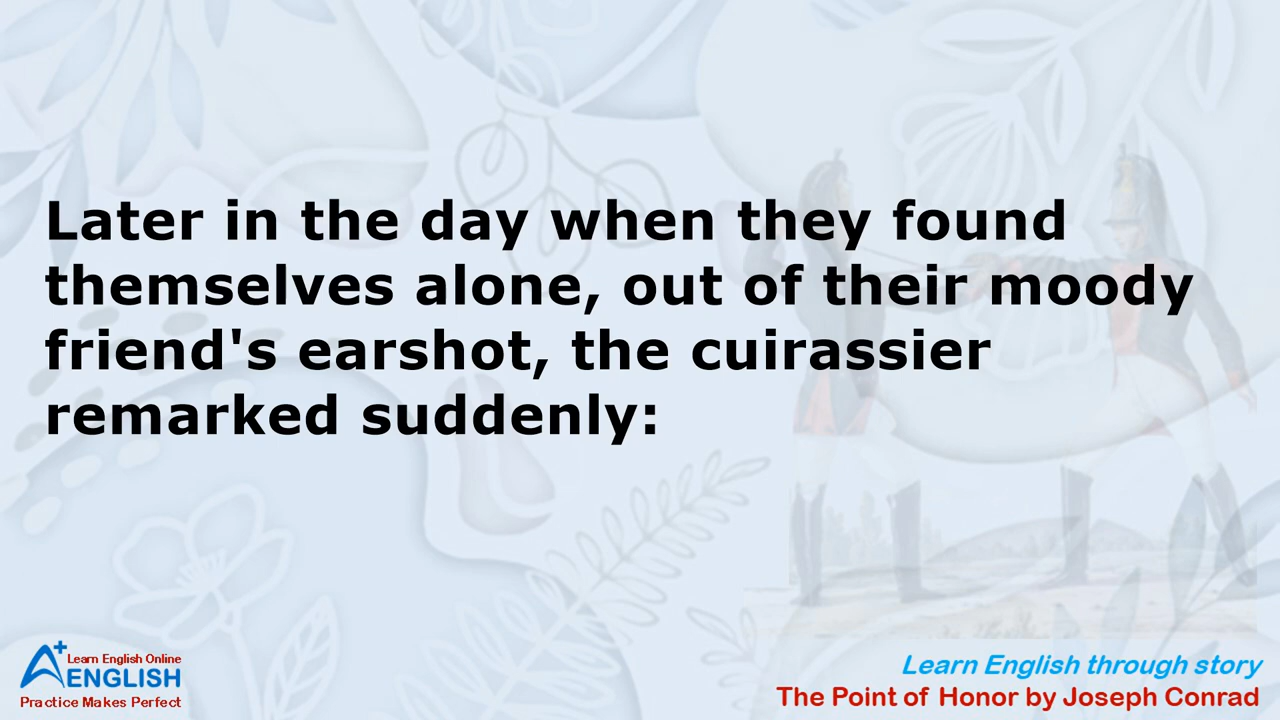 Later in the day when they found
themselves alone, out of their moody
friend's earshot, the cuirassier
remarked suddenly:
A+ Learn English Online
ENGLISH
Practice Makes Perfect
Learn English through story
The Point of Honor by Joseph Conrad